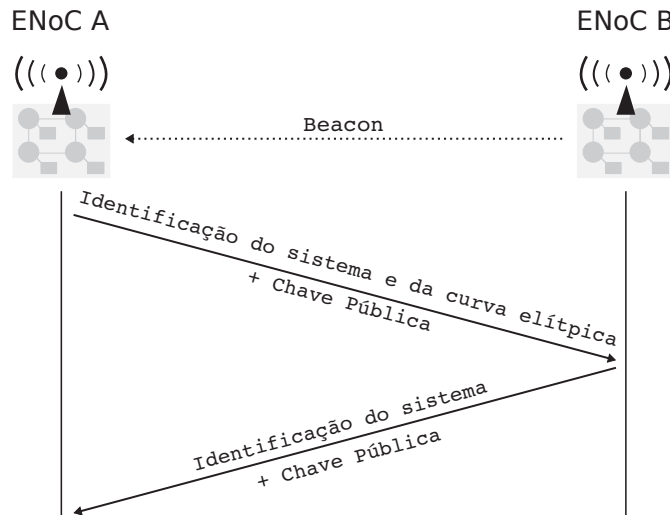 ENoC A
ENoC B
Beacon
Identificação do sistema e da curva elítpica
+ Chave Pública
Identificação do sistema
+ Chave Pública